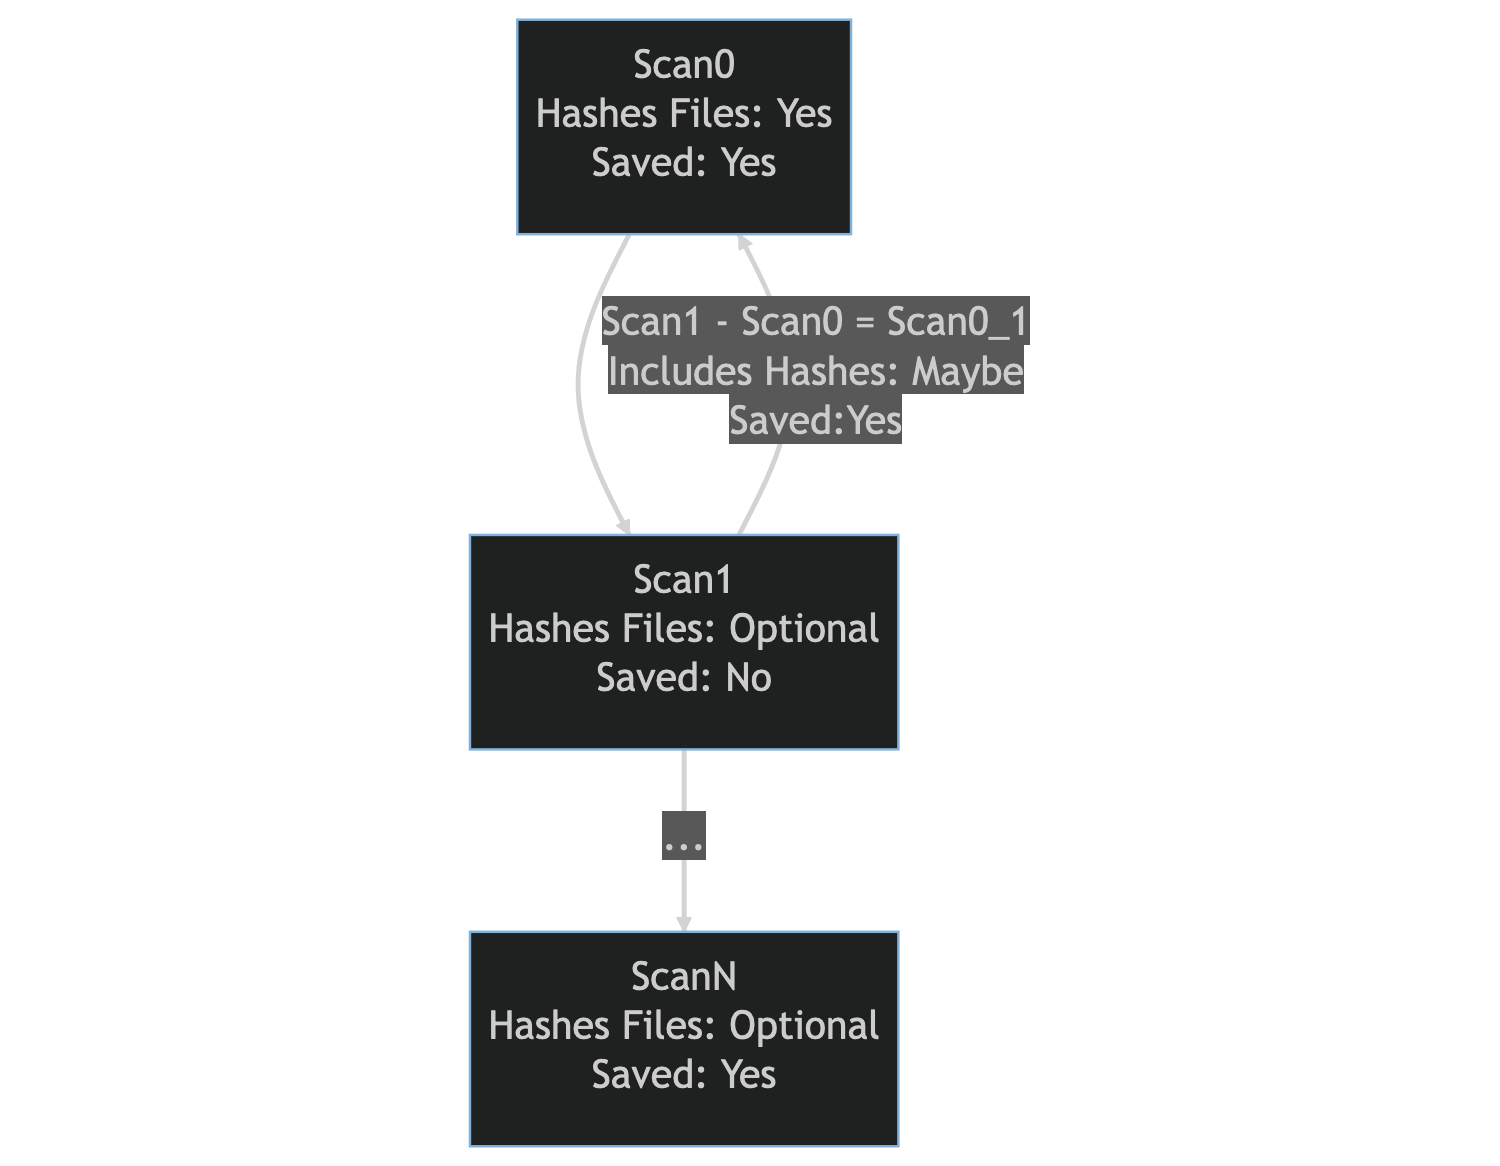 Scan0
Hashes Files: Yes
Saved: Yes
Scan1 - Scan0 = Scan0_1
Includes Hashes: Maybe
Saved:Yes
Scan1
Hashes Files: Optional
Saved: No
...
ScanN
Hashes Files: Optional
Saved: Yes